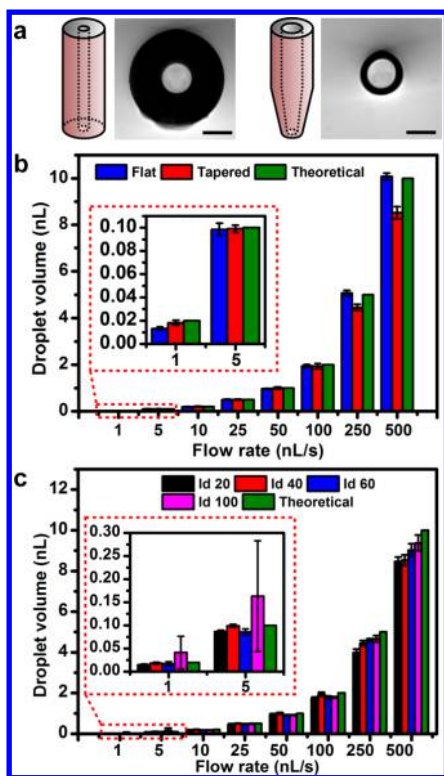 a
b
Flat Tapered Theoretical
Droplet volume (nL)
10
8
6
4
2
0
0.10
0.08
0.06
0.04
0.02
0.00
1 5
1 5 10 25 50 100 250 500
Flow rate (nL/s)
c
Id 20 Id 40 Id 60
Id 100 Theoretical
Droplet volume (nL)
12
10
8
6
4
2
0
0.30
0.25
0.20
0.15
0.10
0.05
0.00
1 5
1 5 10 25 50 100 250 500
Flow rate (nL/s)